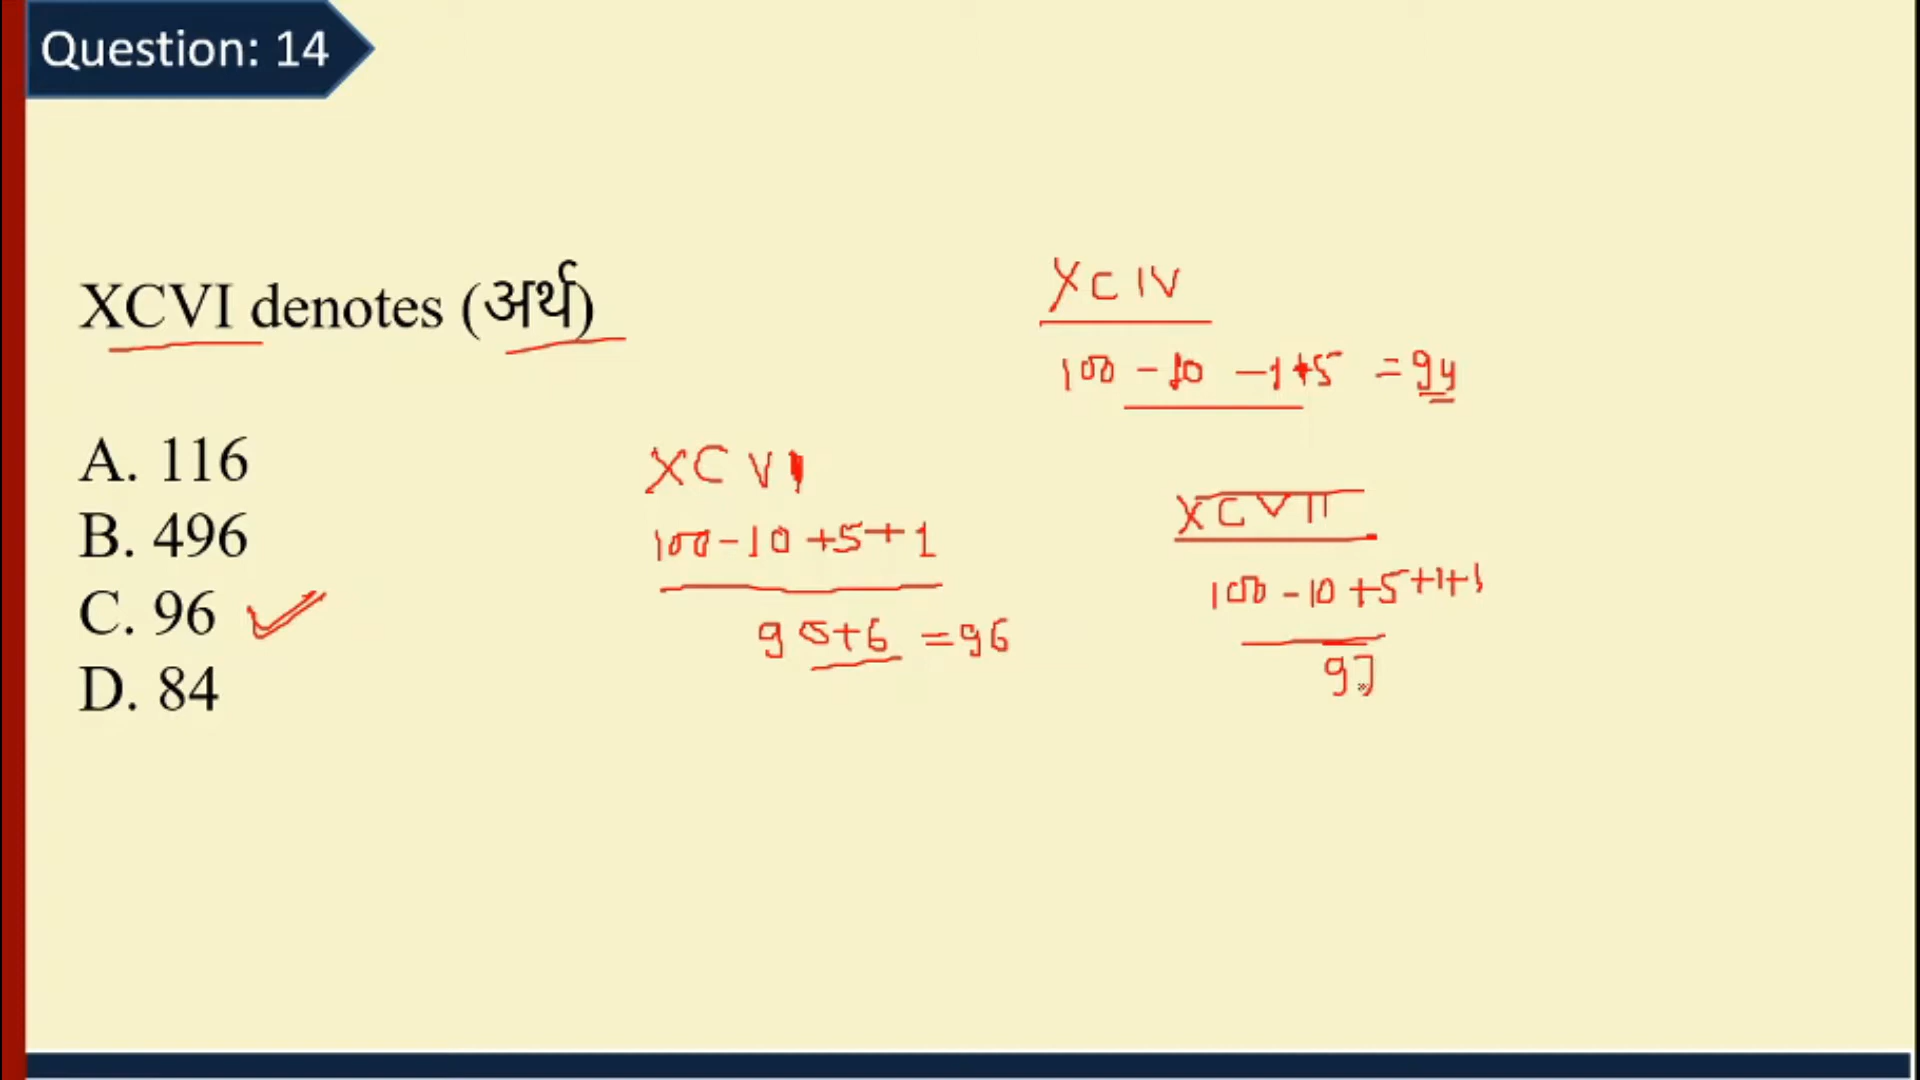 Question: 14
XCVI denotes (अर्थ)
A. 116
B. 496
C. 96
D. 84
XCIV
100 - 10 - 1+5 = 94
XCVI
100-10+5+1
90+6 = 96
XCVII
100-10+5+1+1
97